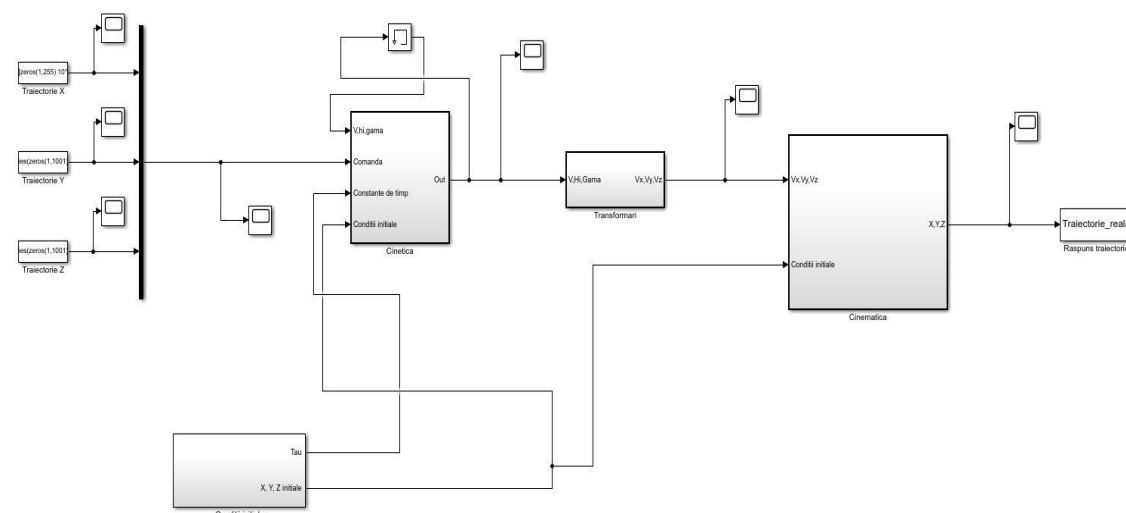 [zeros(1,255) 10*
Traiectorie X
ies(zeros(1,1001)
Traiectorie Y
ies(zeros(1,1001)
Traiectorie Z
V,hi,gama
Comanda
Constante de timp
Conditii initiale
Out
Cinetica
V,Hi,Gama
Vx,Vy,Vz
Transformari
Vx,Vy,Vz
Conditii initiale
X,Y,Z
Cinematica
Traiectorie_reala
Raspuns traiectorie
Tau
X, Y, Z initiale